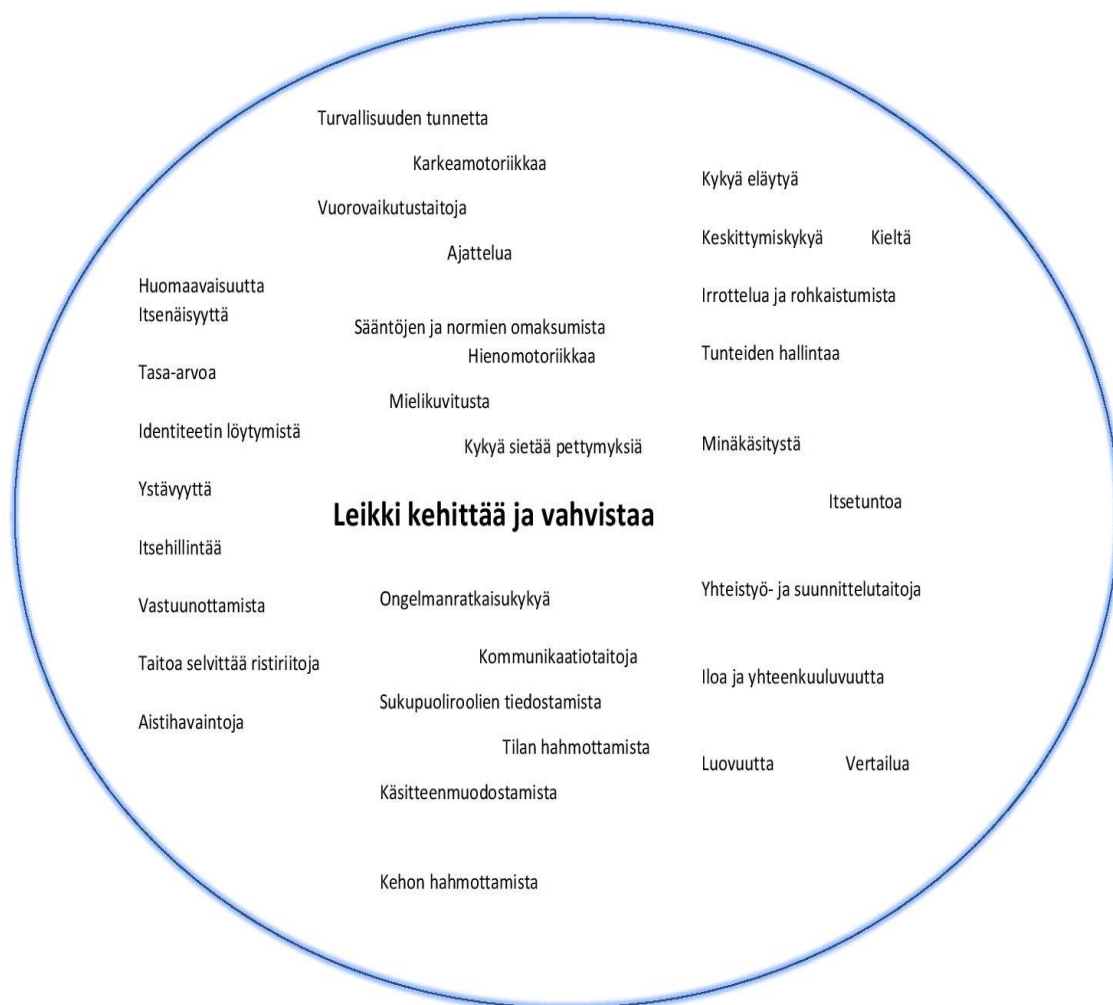 Turvallisuuden tunnetta
Karkeamotoriikkaa
Vuorovaikutustaitoja
Ajattelua
Huomaavaisuutta
Itsenäisyyttä
Sääntöjen ja normien omaksumista
Hienomotoriikkaa
Tasa-arvoa
Mielikuvitusta
Identiteetin löytymistä
Kykyä sietää pettymyksiä
Ystävyyttä
Leikki kehittää ja vahvistaa
Itsehillintää
Vastuunottamista
Taitoa selvittää ristiriitoja
Aistihavaintoja
Ongelmanratkaisukykyä
Kommunikaatiotaitoja
Sukupuoliroolien tiedostamista
Tilan hahmottamista
Käsitteenmuodostamista
Kehon hahmottamista
Kykyä eläytyä
Keskittymiskykyä Kieltä
Irrottelua ja rohkaistumista
Tunteiden hallintaa
Minäkäsitystä
Itsetuntoa
Yhteistyö- ja suunnittelutaitoja
Iloa ja yhteenkuuluvuutta
Luovuutta Vertailua